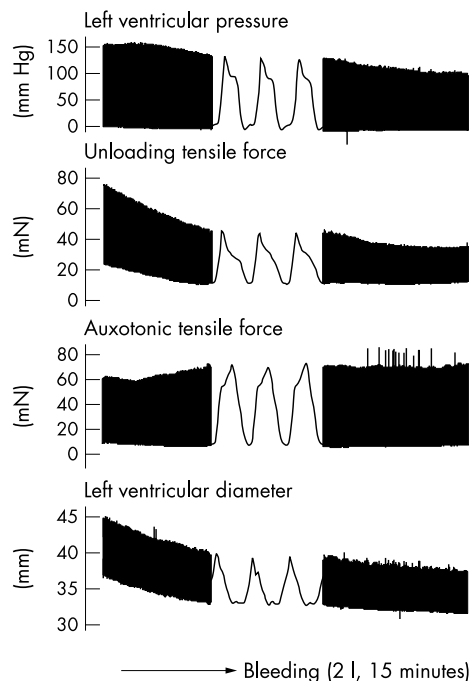 Left ventricular pressure
(mm Hg)
150
100
50
0
Unloading tensile force
(mN)
80
60
40
20
0
Auxotonic tensile force
(mN)
80
60
40
20
0
Left ventricular diameter
(mm)
45
40
35
30
Bleeding (2 l, 15 minutes)